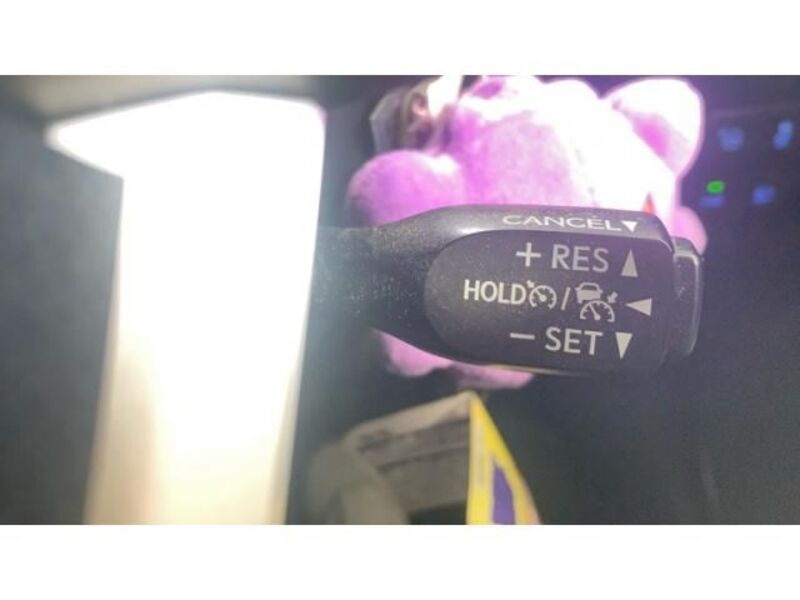 CANCEL▼
+ RES ▲
HOLD / ◀
− SET ▼